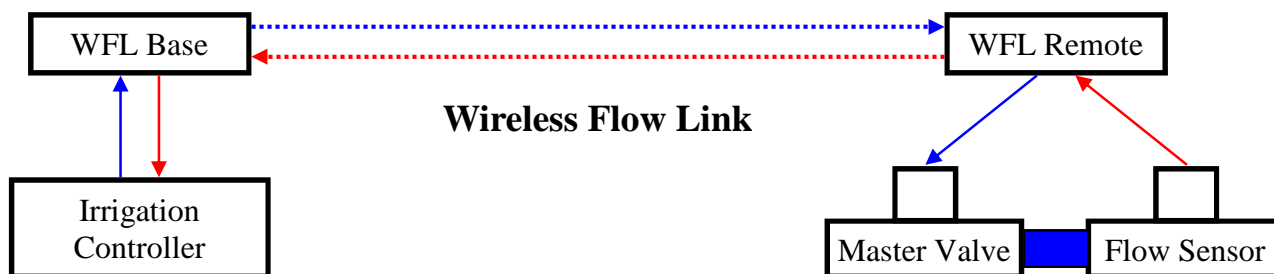 WFL Base
WFL Remote
Wireless Flow Link
Irrigation
Controller
Master Valve
Flow Sensor